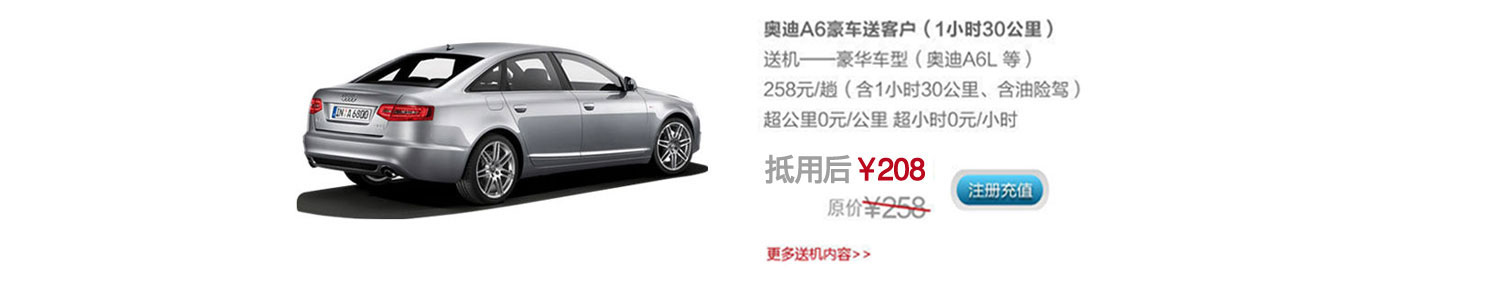 奥迪A6豪车送客户（1小时30公里）
送机——豪华车型（奥迪A6L 等）
258元/趟（含1小时30公里、含油险驾）
超公里0元/公里 超小时0元/小时
抵用后 ¥208
注册充值
原价¥258
更多送机内容>>
IN·A 6800